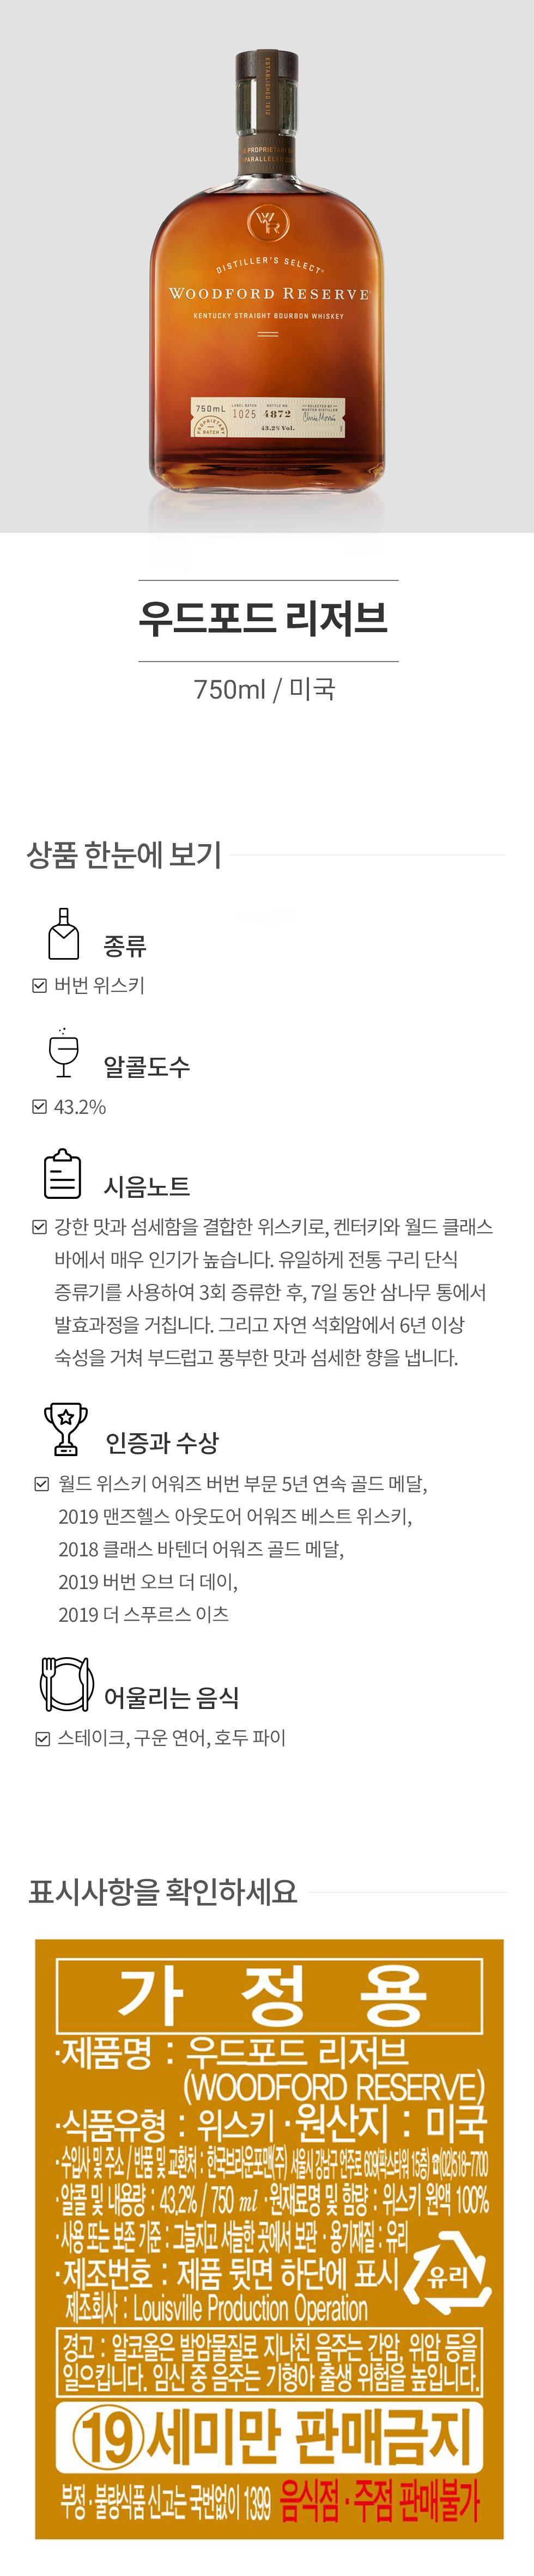 ESTABLISHED 1812
PROPRIETARY
PARALLELED
WR
DISTILLER'S SELECT
WOODFORD RESERVE
KENTUCKY STRAIGHT BOURBON WHISKEY
750mL LABEL BATCH 1025 BOTTLE NO. 4872 SELECTED BY MASTER DISTILLER
PROPRIETARY BATCH 43.2% Vol. Chris Morris
우드포드 리저브
750ml / 미국
상품 한눈에 보기
종류
버번 위스키
알콜도수
43.2%
시음노트
강한 맛과 섬세함을 결합한 위스키로, 켄터키와 월드 클래스
바에서 매우 인기가 높습니다. 유일하게 전통 구리 단식
증류기를 사용하여 3회 증류한 후, 7일 동안 삼나무 통에서
발효과정을 거칩니다. 그리고 자연 석회암에서 6년 이상
숙성을 거쳐 부드럽고 풍부한 맛과 섬세한 향을 냅니다.
인증과 수상
월드 위스키 어워즈 버번 부문 5년 연속 골드 메달,
2019 맨즈헬스 아웃도어 어워즈 베스트 위스키,
2018 클래스 바텐더 어워즈 골드 메달,
2019 버번 오브 더 데이,
2019 더 스푸르스 이츠
어울리는 음식
스테이크, 구운 연어, 호두 파이
표시사항을 확인하세요
가 정 용
·제품명 : 우드포드 리저브
(WOODFORD RESERVE)
·식품유형 : 위스키 ·원산지 : 미국
·수입사 및 주소 / 반품 및 교환처 : 한국브라운포맨(주) 서울시 강남구 언주로 609(팍스타워 15층) ☎(02)518-7700
·알콜 및 내용량 : 43.2% / 750 ml ·원재료명 및 함량 : 위스키 원액 100%
·사용 또는 보존 기준 : 그늘지고 서늘한 곳에서 보관 ·용기재질 : 유리
·제조번호 : 제품 뒷면 하단에 표시
유리
제조회사 : Louisville Production Operation
경고 : 알코올은 발암물질로 지나친 음주는 간암, 위암 등을
일으킵니다. 임신 중 음주는 기형아 출생 위험을 높입니다.
19세미만 판매금지
부정·불량식품 신고는 국번없이 1399 음식점·주점 판매불가